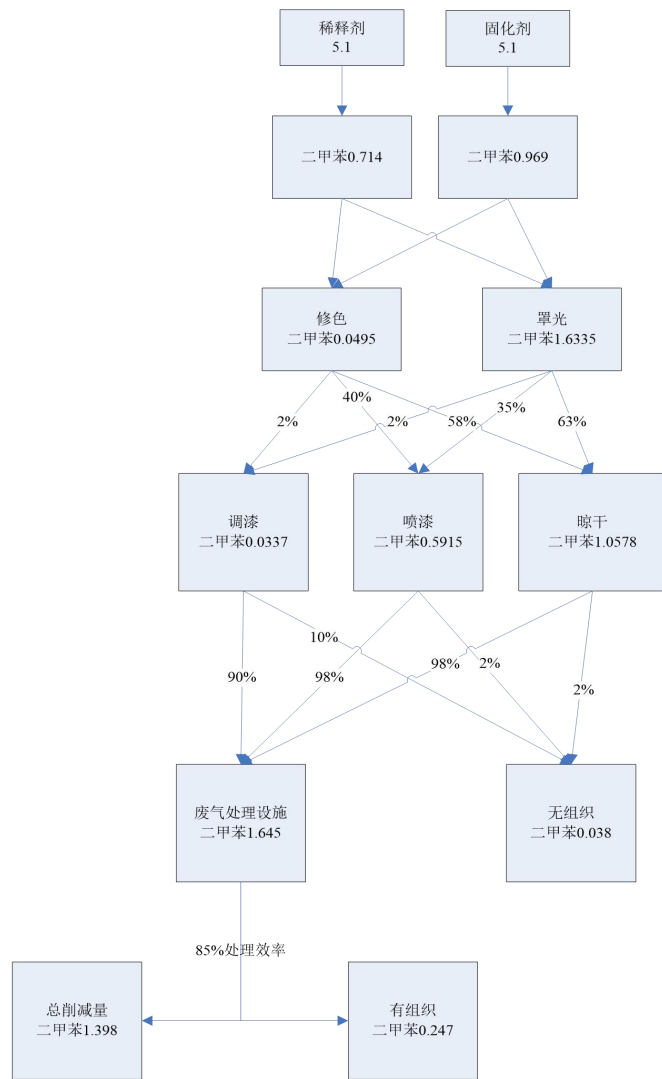 稀释剂
5.1
固化剂
5.1
二甲苯0.714
二甲苯0.969
修色
二甲苯0.0495
罩光
二甲苯1.6335
2%
40%
2%
58%
35%
63%
调漆
二甲苯0.0337
喷漆
二甲苯0.5915
晾干
二甲苯1.0578
90%
10%
98%
98%
2%
2%
废气处理设施
二甲苯1.645
无组织
二甲苯0.038
85%处理效率
总削减量
二甲苯1.398
有组织
二甲苯0.247